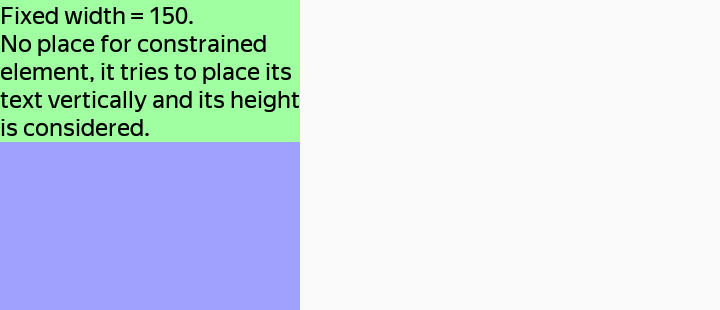 Fixed width = 150.
No place for constrained
element, it tries to place its
text vertically and its height
is considered.